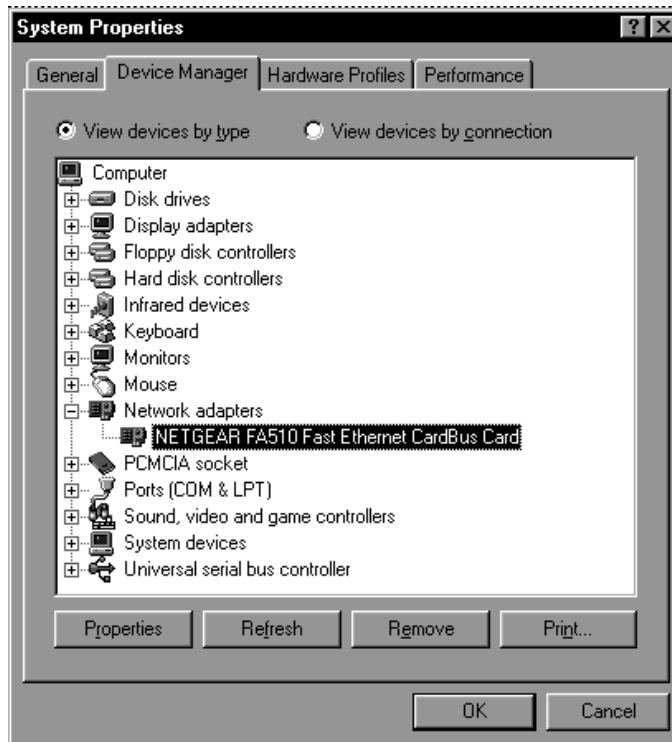 System Properties
General Device Manager Hardware Profiles Performance
View devices by type View devices by connection
Computer
Disk drives
Display adapters
Floppy disk controllers
Hard disk controllers
Infrared devices
Keyboard
Monitors
Mouse
Network adapters
NETGEAR FA510 Fast Ethernet CardBus Card
PCMCIA socket
Ports (COM & LPT)
Sound, video and game controllers
System devices
Universal serial bus controller
Properties Refresh Remove Print...
OK Cancel